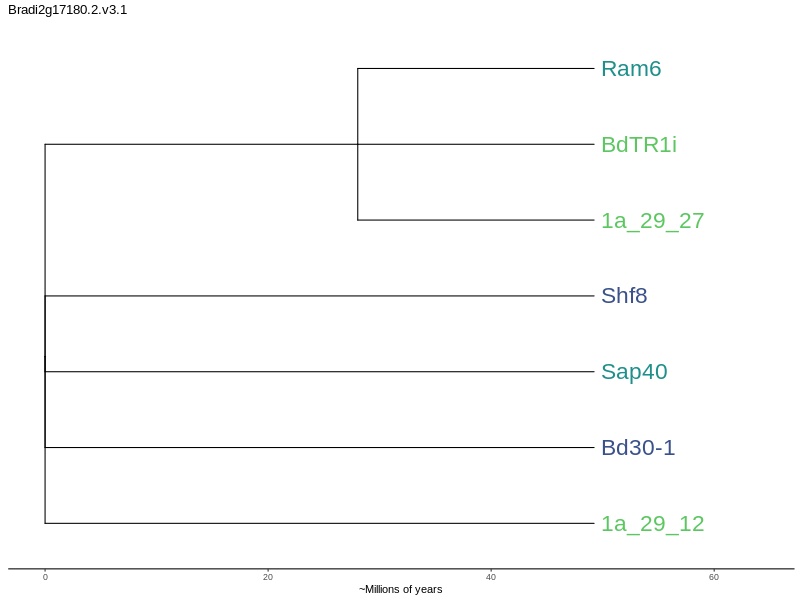 Bradi2g17180.2.v3.1
Ram6
BdTR1i
1a_29_27
Shf8
Sap40
Bd30-1
1a_29_12
0 20 40 60
~Millions of years